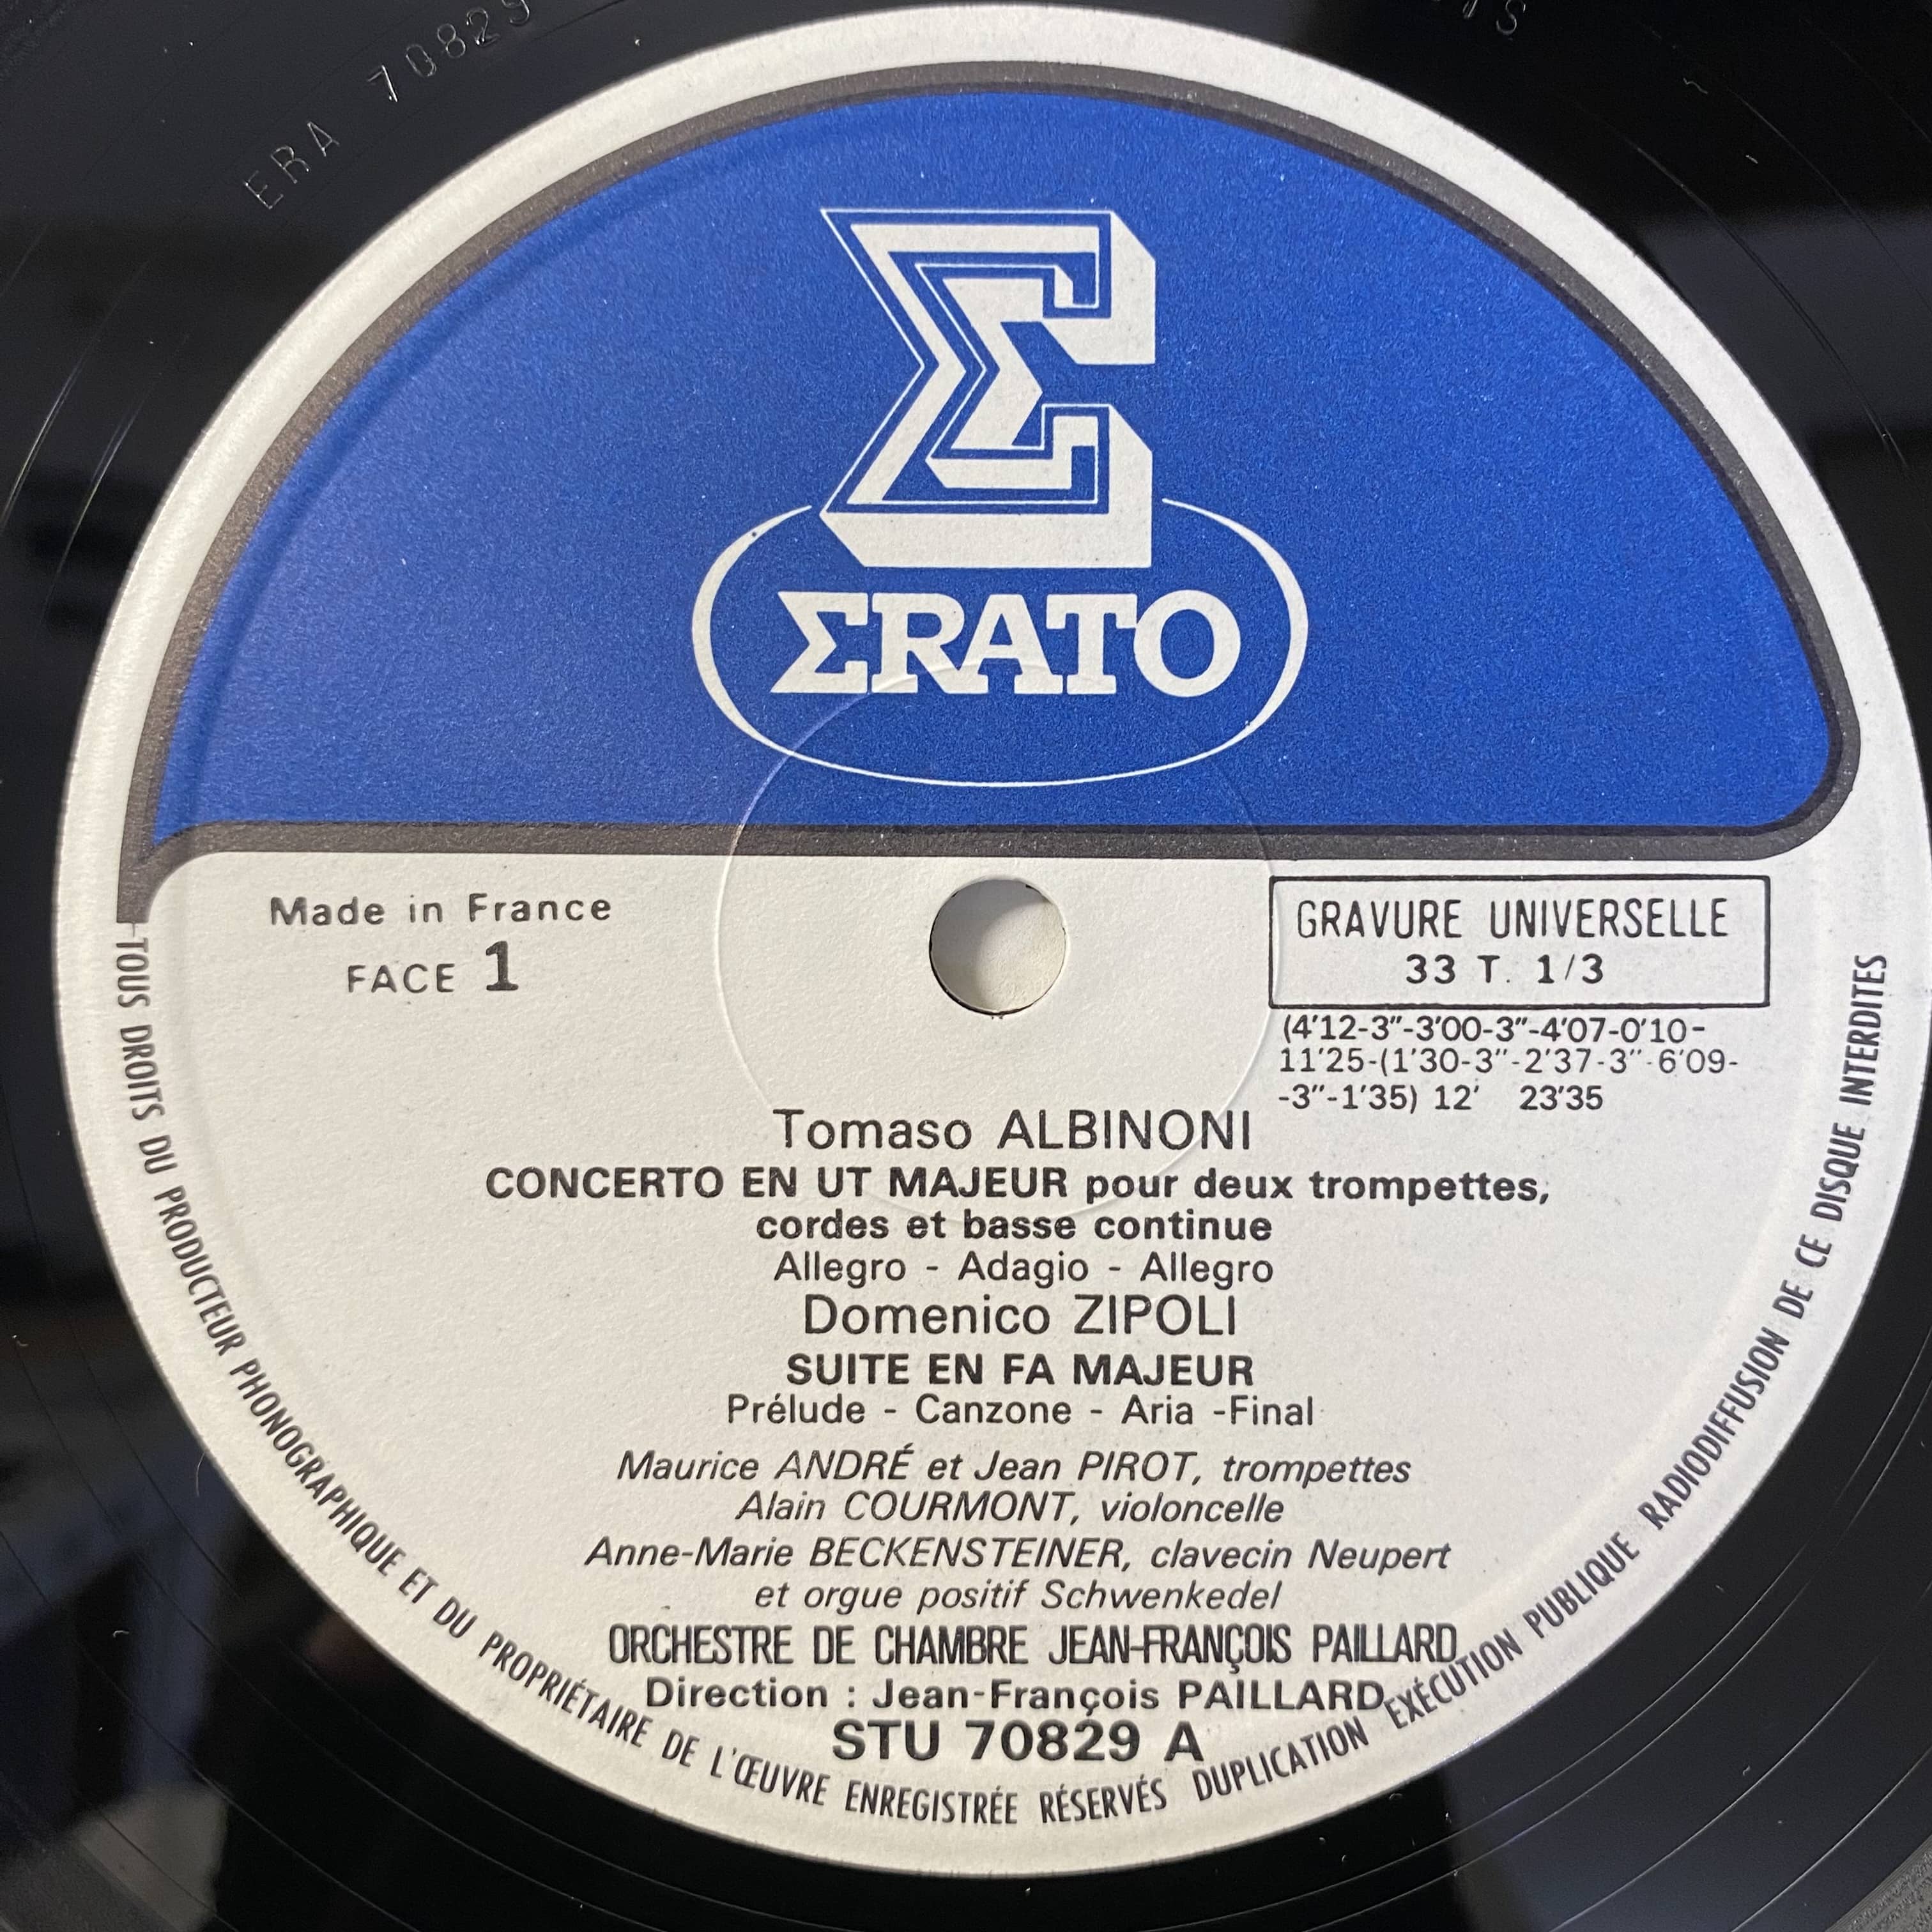 ERA 70829
Σ
ΣRATO
Made in France
FACE 1
GRAVURE UNIVERSELLE
33 T. 1/3
(4'12-3"-3'00-3"-4'07-0'10-
11'25-(1'30-3"-2'37-3"-6'09-
-3"-1'35) 12' 23'35
Tomaso ALBINONI
CONCERTO EN UT MAJEUR pour deux trompettes,
cordes et basse continue
Allegro - Adagio - Allegro
Domenico ZIPOLI
SUITE EN FA MAJEUR
Prélude - Canzone - Aria -Final
Maurice ANDRÉ et Jean PIROT, trompettes
Alain COURMONT, violoncelle
Anne-Marie BECKENSTEINER, clavecin Neupert
et orgue positif Schwenkedel
ORCHESTRE DE CHAMBRE JEAN-FRANÇOIS PAILLARD
Direction : Jean-François PAILLARD
STU 70829 A
TOUS DROITS DU PRODUCTEUR PHONOGRAPHIQUE ET DU PROPRIÉTAIRE DE L'ŒUVRE ENREGISTRÉE RÉSERVÉS DUPLICATION EXÉCUTION PUBLIQUE RADIODIFFUSION DE CE DISQUE INTERDITES